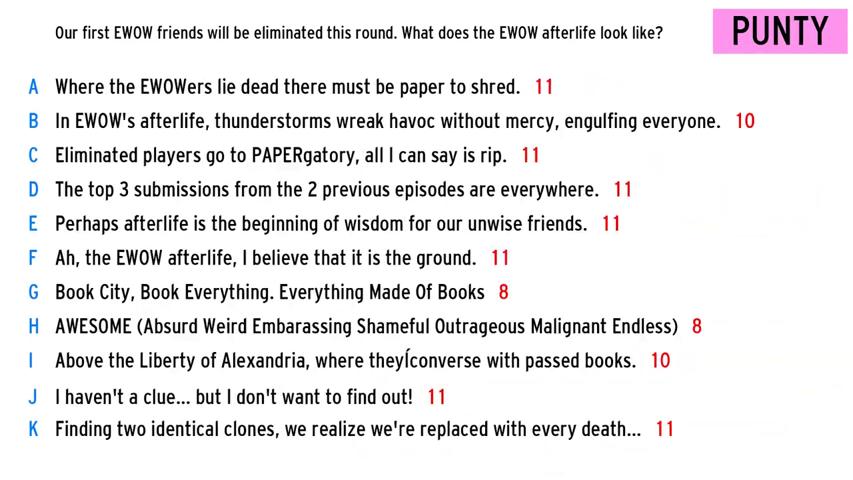 Our first EWOW friends will be eliminated this round. What does the EWOW afterlife look like?
PUNTY
A Where the EWOWers lie dead there must be paper to shred. 11
B In EWOW's afterlife, thunderstorms wreak havoc without mercy, engulfing everyone. 10
C Eliminated players go to PAPERgatory, all I can say is rip. 11
D The top 3 submissions from the 2 previous episodes are everywhere. 11
E Perhaps afterlife is the beginning of wisdom for our unwise friends. 11
F Ah, the EWOW afterlife, I believe that it is the ground. 11
G Book City, Book Everything. Everything Made Of Books 8
H AWESOME (Absurd Weird Embarassing Shameful Outrageous Malignant Endless) 8
I Above the Liberty of Alexandria, where theyÍconverse with passed books. 10
J I haven't a clue... but I don't want to find out! 11
K Finding two identical clones, we realize we're replaced with every death... 11